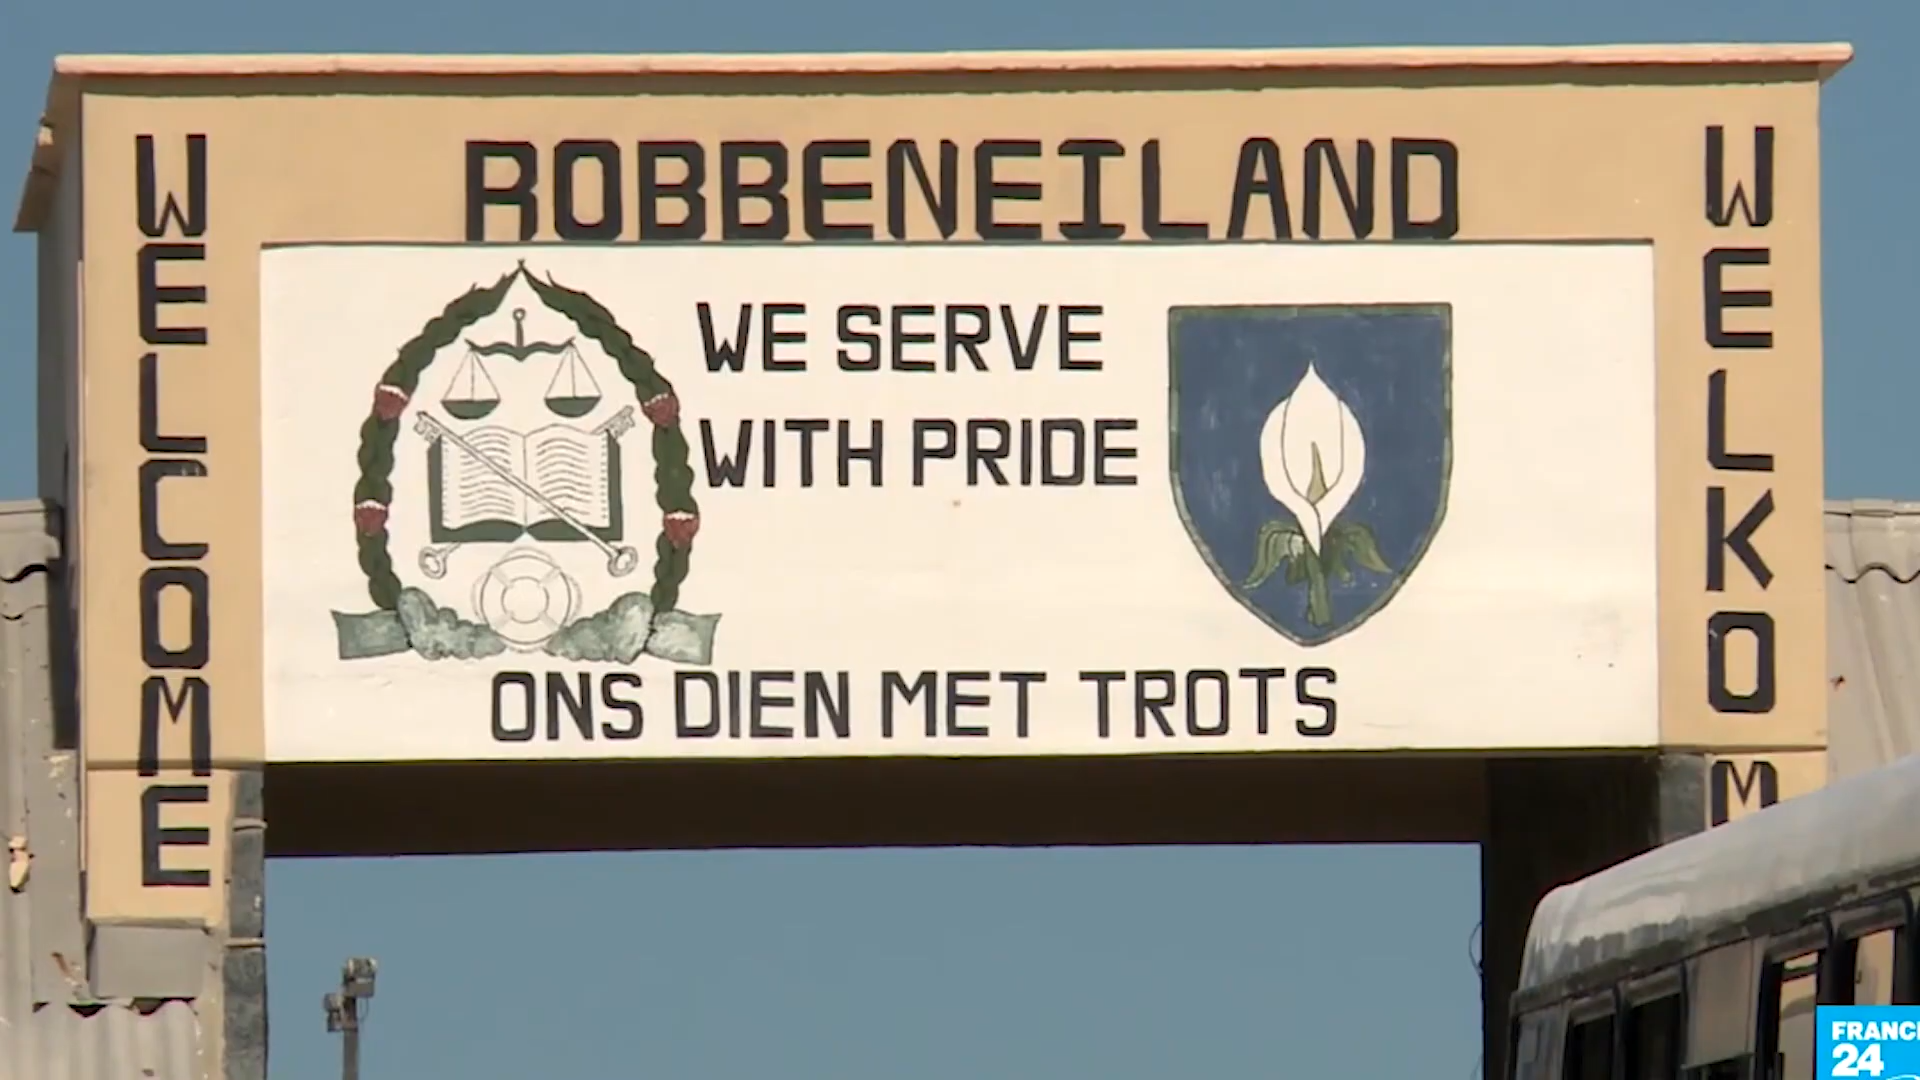 ROBBENEILAND
WELCOME
WE SERVE
WITH PRIDE
ONS DIEN MET TROTS
WELKOM
FRANCE
24